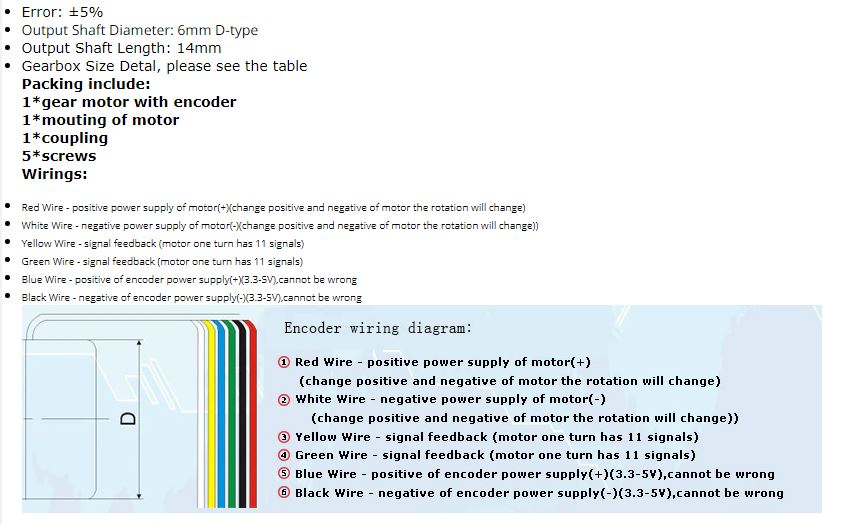 Error: ±5%
Output Shaft Diameter: 6mm D-type
Output Shaft Length: 14mm
Gearbox Size Detal, please see the table
Packing include:
1*gear motor with encoder
1*mouting of motor
1*coupling
5*screws
Wirings:
Red Wire - positive power supply of motor(+)(change positive and negative of motor the rotation will change)
White Wire - negative power supply of motor(-)(change positive and negative of motor the rotation will change))
Yellow Wire - signal feedback (motor one turn has 11 signals)
Green Wire - signal feedback (motor one turn has 11 signals)
Blue Wire - positive of encoder power supply(+)(3.3-5V),cannot be wrong
Black Wire - negative of encoder power supply(-)(3.3-5V),cannot be wrong
D
Encoder wiring diagram:
① Red Wire - positive power supply of motor(+)
(change positive and negative of motor the rotation will change)
② White Wire - negative power supply of motor(-)
(change positive and negative of motor the rotation will change))
③ Yellow Wire - signal feedback (motor one turn has 11 signals)
④ Green Wire - signal feedback (motor one turn has 11 signals)
⑤ Blue Wire - positive of encoder power supply(+)(3.3-5V),cannot be wrong
⑥ Black Wire - negative of encoder power supply(-)(3.3-5V),cannot be wrong